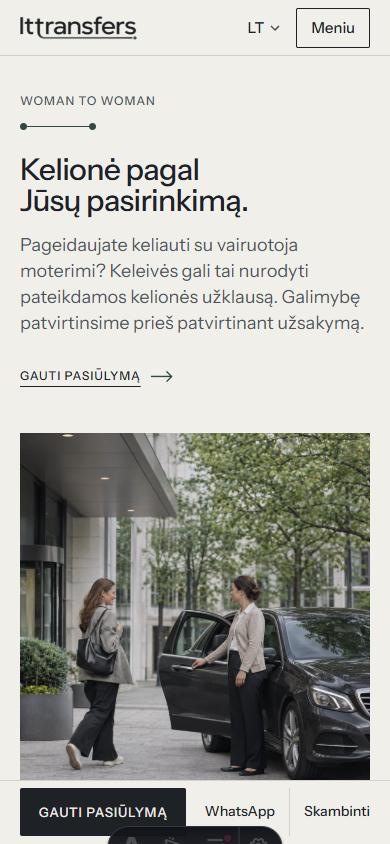 lttransfers
LT
Meniu
WOMAN TO WOMAN
Kelionė pagal
Jūsų pasirinkimą.
Pageidaujate keliauti su vairuotoja
moterimi? Keleivės gali tai nurodyti
pateikdamos kelionės užklausą. Galimybę
patvirtinsime prieš patvirtinant užsakymą.
GAUTI PASIŪLYMĄ
GAUTI PASIŪLYMĄ
WhatsApp
Skambinti